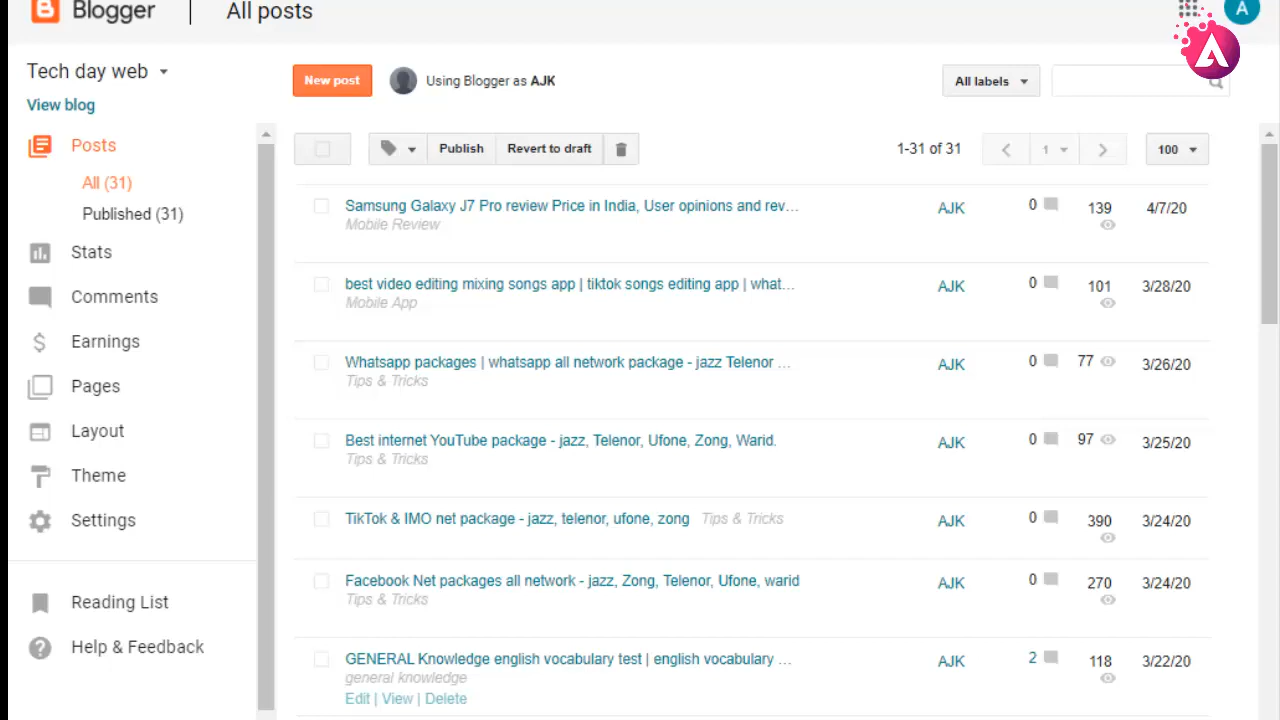 Blogger
All posts
A
A
Tech day web
View blog
New post
Using Blogger as AJK
All labels
Posts
All (31)
Published (31)
Stats
Comments
Earnings
Pages
Layout
Theme
Settings
Reading List
Help & Feedback
Publish
Revert to draft
1-31 of 31
1
100
Samsung Galaxy J7 Pro review Price in India, User opinions and rev...
Mobile Review
AJK
0
139
4/7/20
best video editing mixing songs app | tiktok songs editing app | what...
Mobile App
AJK
0
101
3/28/20
Whatsapp packages | whatsapp all network package - jazz Telenor ...
Tips & Tricks
AJK
0
77
3/26/20
Best internet YouTube package - jazz, Telenor, Ufone, Zong, Warid.
Tips & Tricks
AJK
0
97
3/25/20
TikTok & IMO net package - jazz, telenor, ufone, zong Tips & Tricks
AJK
0
390
3/24/20
Facebook Net packages all network - jazz, Zong, Telenor, Ufone, warid
Tips & Tricks
AJK
0
270
3/24/20
GENERAL Knowledge english vocabulary test | english vocabulary ...
general knowledge
Edit | View | Delete
AJK
2
118
3/22/20